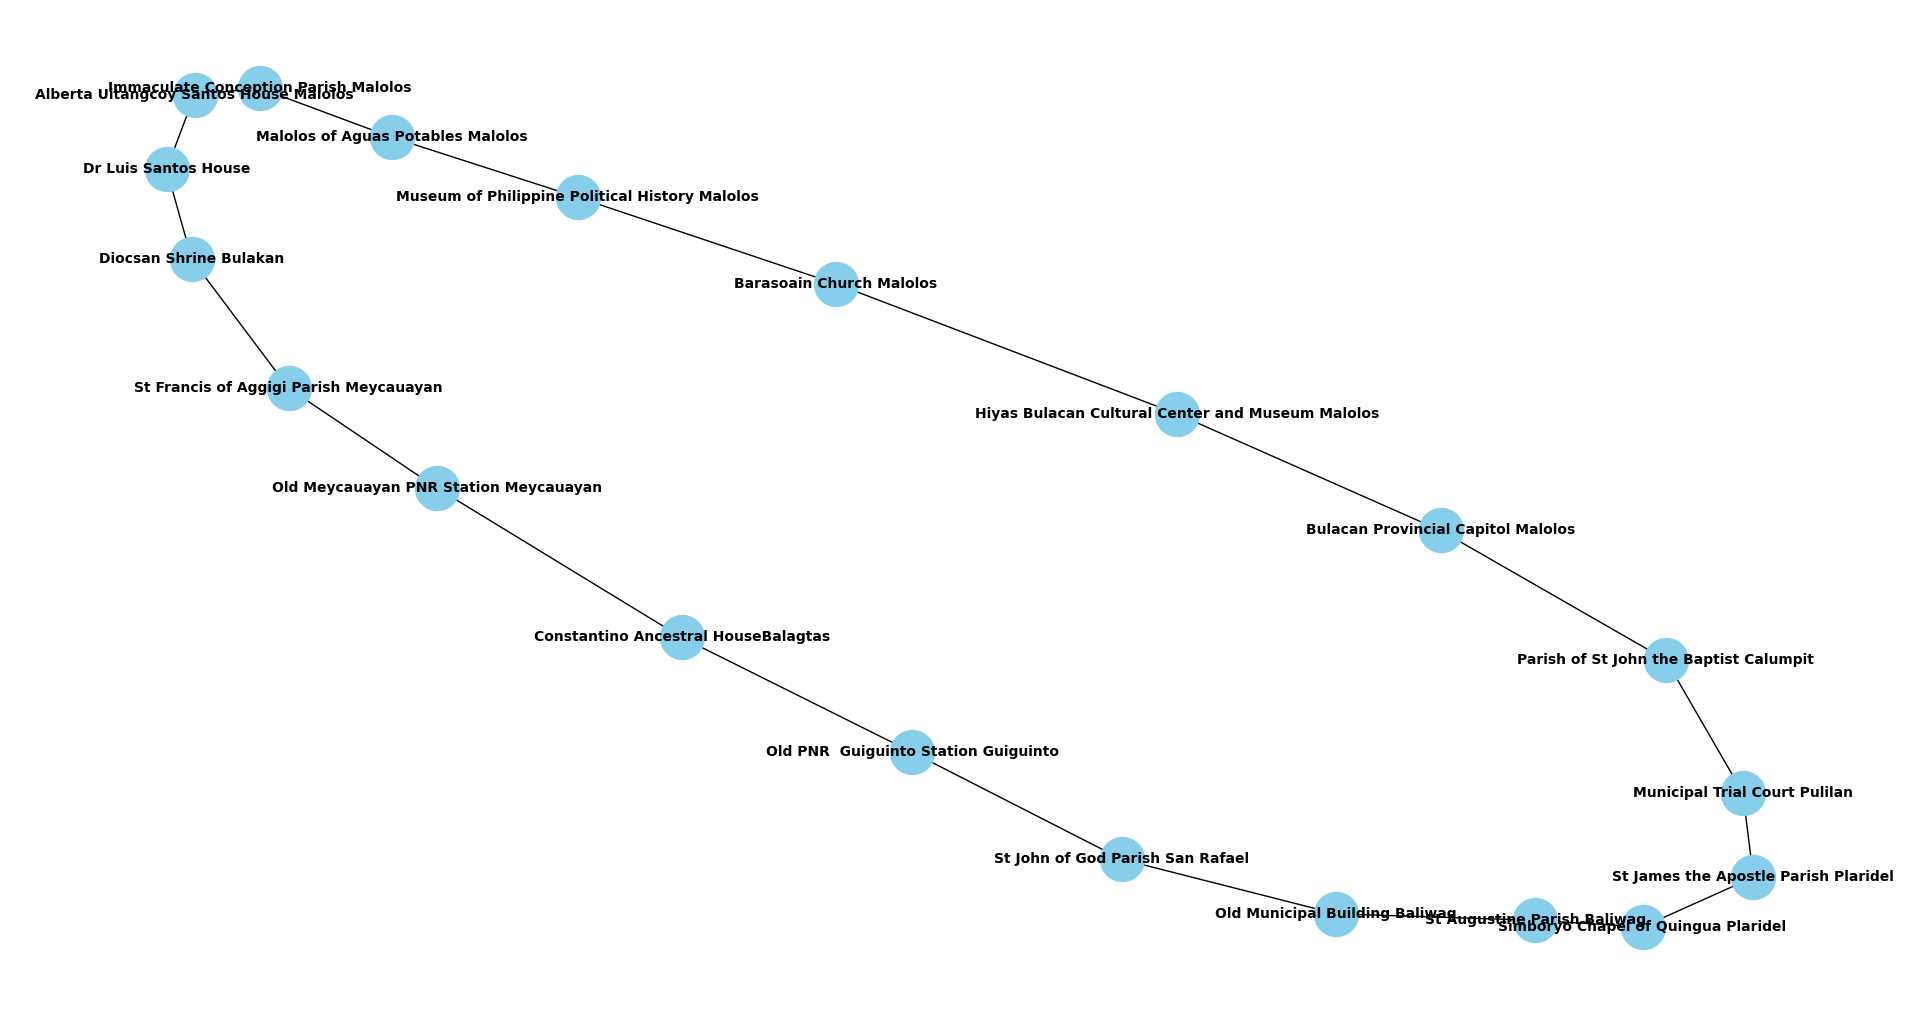 Immaculate Conception Parish Malolos
Alberta Uitangcoy Santos House Malolos
Malolos of Aguas Potables Malolos
Dr Luis Santos House
Museum of Philippine Political History Malolos
Diocsan Shrine Bulakan
Barasoain Church Malolos
St Francis of Aggigi Parish Meycauayan
Hiyas Bulacan Cultural Center and Museum Malolos
Old Meycauayan PNR Station Meycauayan
Bulacan Provincial Capitol Malolos
Constantino Ancestral HouseBalagtas
Parish of St John the Baptist Calumpit
Old PNR  Guiguinto Station Guiguinto
Municipal Trial Court Pulilan
St John of God Parish San Rafael
St James the Apostle Parish Plaridel
Old Municipal Building Baliwag
St Augustine Parish Baliwag
Simboryo Chapel of Quingua Plaridel